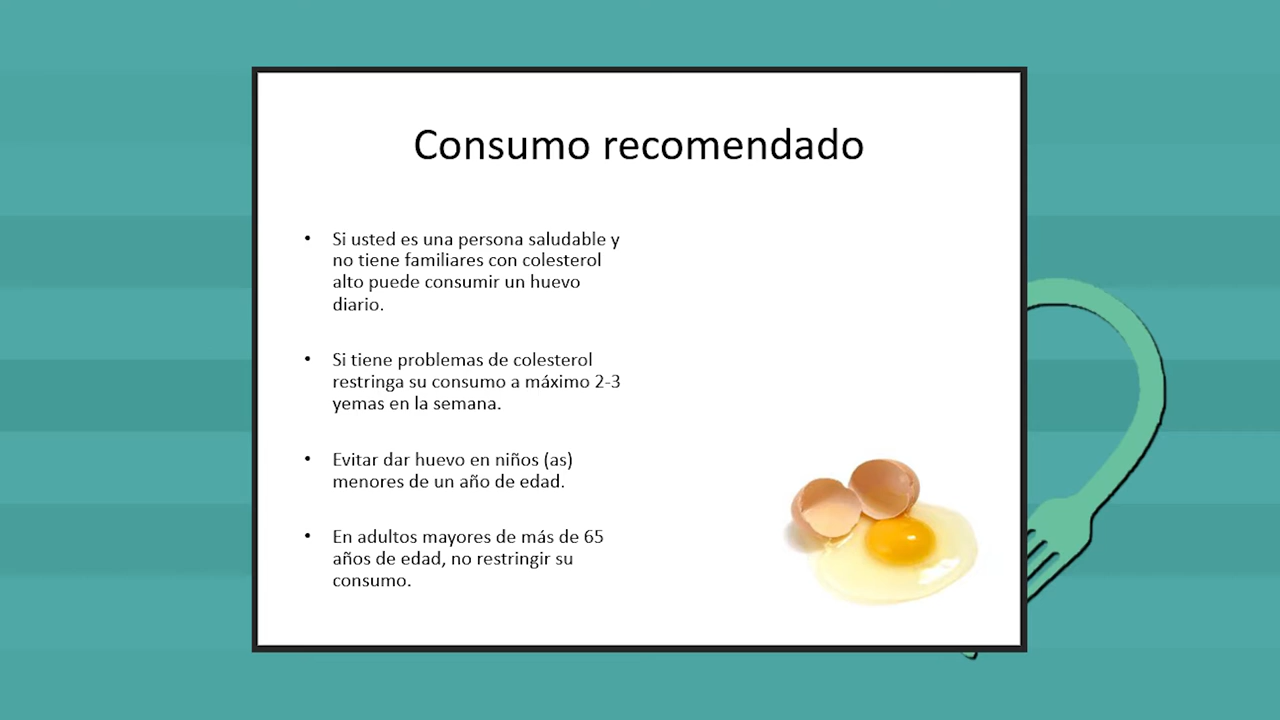 Consumo recomendado
• Si usted es una persona saludable y
no tiene familiares con colesterol
alto puede consumir un huevo
diario.
• Si tiene problemas de colesterol
restringa su consumo a máximo 2-3
yemas en la semana.
• Evitar dar huevo en niños (as)
menores de un año de edad.
• En adultos mayores de más de 65
años de edad, no restringir su
consumo.